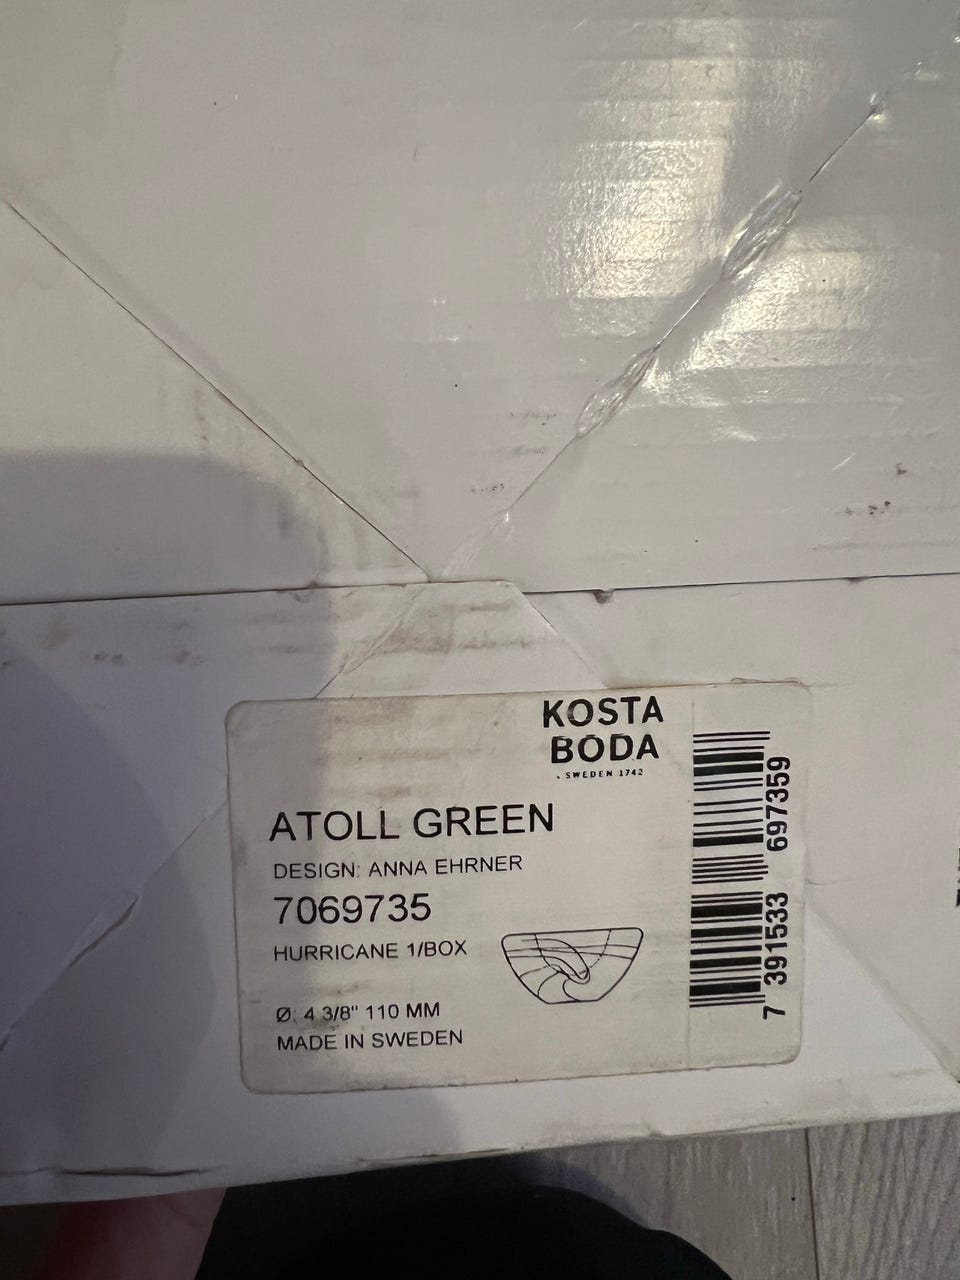 KOSTA
BODA
SWEDEN 1742
ATOLL GREEN
DESIGN: ANNA EHRNER
7069735
HURRICANE 1/BOX
Ø: 4 3/8" 110 MM
MADE IN SWEDEN
7 391533 697359